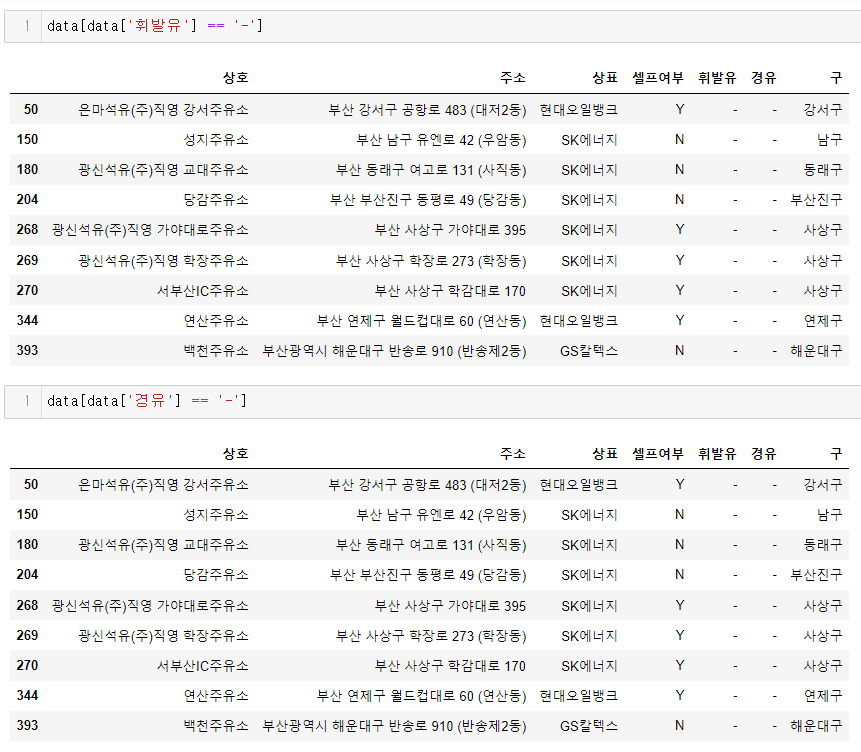 1 data[data['휘발유'] == '-']
상호 주소 상표 셀프여부 휘발유 경유 구
50 은마석유(주)직영 강서주유소 부산 강서구 공항로 483 (대저2동) 현대오일뱅크 Y - - 강서구
150 성지주유소 부산 남구 유엔로 42 (우암동) SK에너지 N - - 남구
180 광신석유(주)직영 교대주유소 부산 동래구 여고로 131 (사직동) SK에너지 N - - 동래구
204 당감주유소 부산 부산진구 동평로 49 (당감동) SK에너지 N - - 부산진구
268 광신석유(주)직영 가야대로주유소 부산 사상구 가야대로 395 SK에너지 Y - - 사상구
269 광신석유(주)직영 학장주유소 부산 사상구 학장로 273 (학장동) SK에너지 Y - - 사상구
270 서부산IC주유소 부산 사상구 학감대로 170 SK에너지 Y - - 사상구
344 연산주유소 부산 연제구 월드컵대로 60 (연산동) 현대오일뱅크 Y - - 연제구
393 백천주유소 부산광역시 해운대구 반송로 910 (반송제2동) GS칼텍스 N - - 해운대구
1 data[data['경유'] == '-']
상호 주소 상표 셀프여부 휘발유 경유 구
50 은마석유(주)직영 강서주유소 부산 강서구 공항로 483 (대저2동) 현대오일뱅크 Y - - 강서구
150 성지주유소 부산 남구 유엔로 42 (우암동) SK에너지 N - - 남구
180 광신석유(주)직영 교대주유소 부산 동래구 여고로 131 (사직동) SK에너지 N - - 동래구
204 당감주유소 부산 부산진구 동평로 49 (당감동) SK에너지 N - - 부산진구
268 광신석유(주)직영 가야대로주유소 부산 사상구 가야대로 395 SK에너지 Y - - 사상구
269 광신석유(주)직영 학장주유소 부산 사상구 학장로 273 (학장동) SK에너지 Y - - 사상구
270 서부산IC주유소 부산 사상구 학감대로 170 SK에너지 Y - - 사상구
344 연산주유소 부산 연제구 월드컵대로 60 (연산동) 현대오일뱅크 Y - - 연제구
393 백천주유소 부산광역시 해운대구 반송로 910 (반송제2동) GS칼텍스 N - - 해운대구